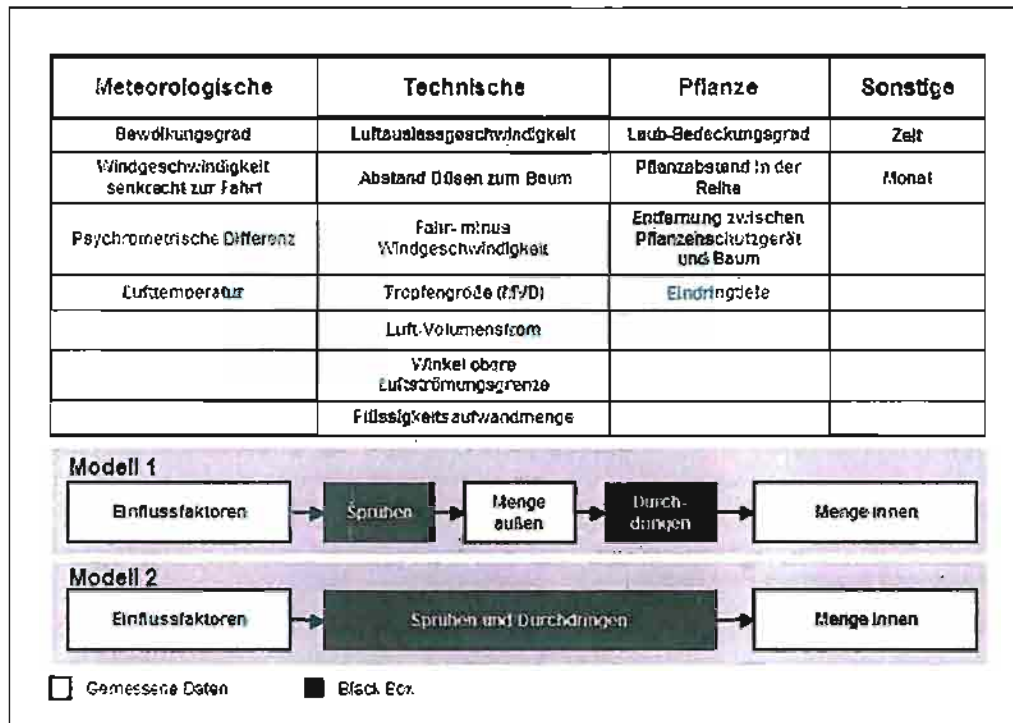 Meteorologische Technische Pflanze Sonstige
Bewölkungsgrad Luftauslassgeschwindigkeit Laub-Bedeckungsgrad Zeit
Windgeschwindigkeit
senkrecht zur Fahrt
Abstand Düsen zum Baum
Pflanzabstand in der
Reihe
Monat
Psychrometrische Differenz
Fahr- minus
Windgeschwindigkeit
Entfernung zwischen
Pflanzenschutzgerät
und Baum
Lufttemperatur Tropfengröße (MVD) Eindringtiefe
Luft-Volumenstrom
Winkel obere
Luftströmungsgrenze
Flüssigkeitsaufwandmenge
Modell 1
Einflussfaktoren
Sprühen
Menge
außen
Durch-
dringen
Menge innen
Modell 2
Einflussfaktoren Sprühen und Durchdringen Menge innen
Gemessene Daten Black Box